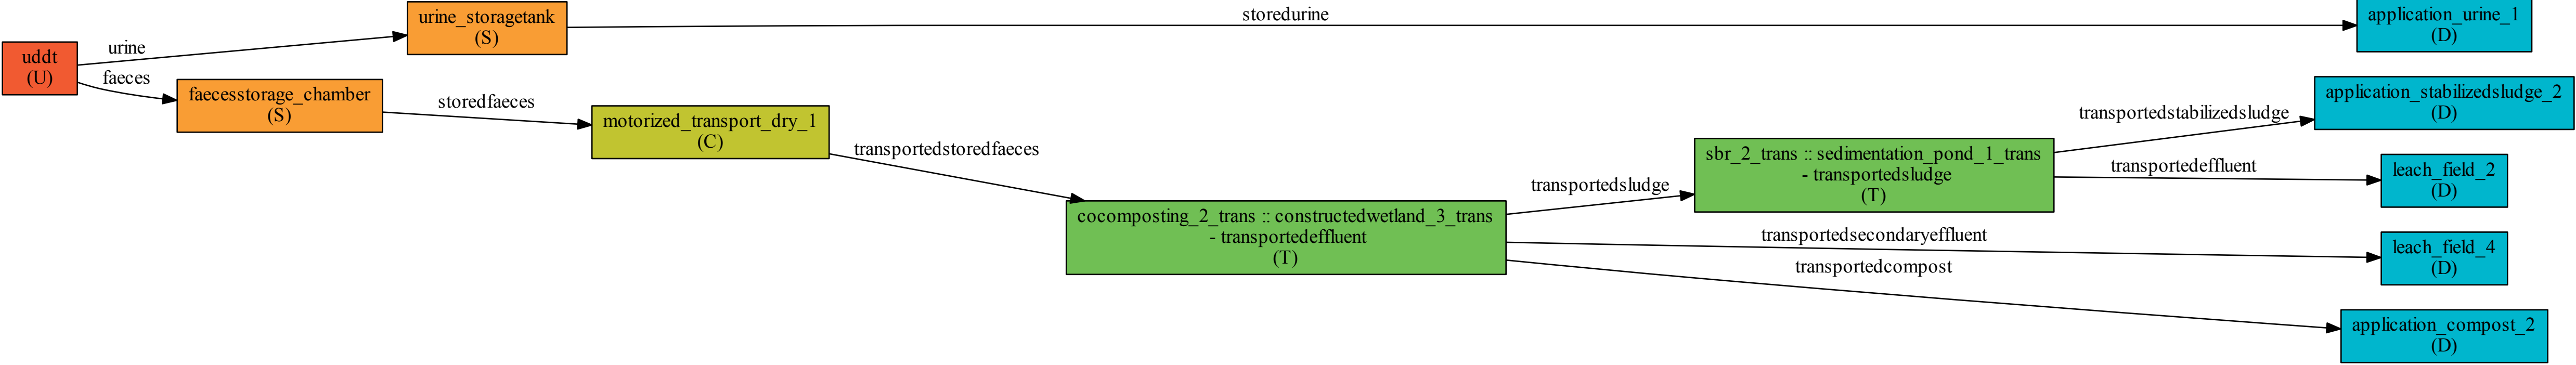 uddt
(U)
urine
faeces
urine_storagetank
(S)
faecesstorage_chamber
(S)
storedurine
storedfaeces
motorized_transport_dry_1
(C)
transportedstoredfaeces
cocomposting_2_trans :: constructedwetland_3_trans
- transportedeffluent
(T)
transportedsludge
transportedsecondaryeffluent
transportedcompost
sbr_2_trans :: sedimentation_pond_1_trans
- transportedsludge
(T)
transportedstabilizedsludge
transportedeffluent
application_urine_1
(D)
application_stabilizedsludge_2
(D)
leach_field_2
(D)
leach_field_4
(D)
application_compost_2
(D)